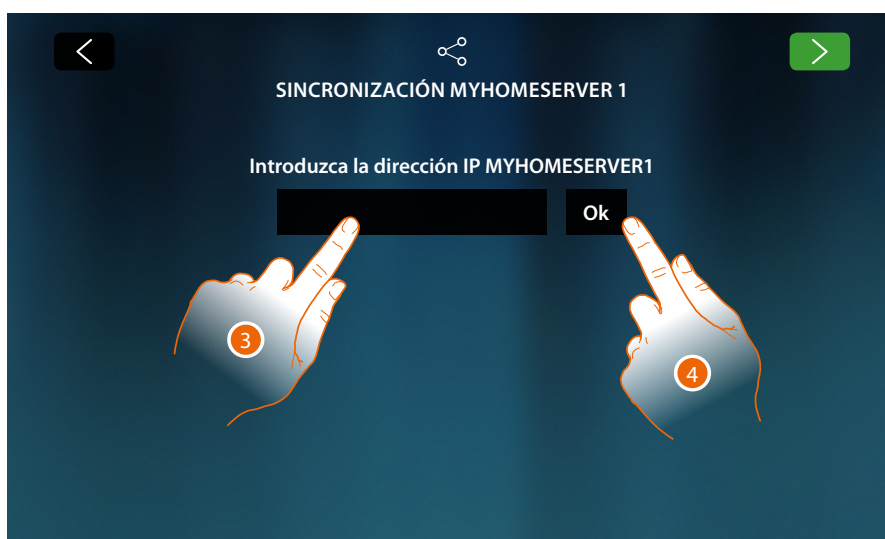 SINCRONIZACIÓN MYHOMESERVER 1
Introduzca la dirección IP MYHOMESERVER1
Ok
3
4